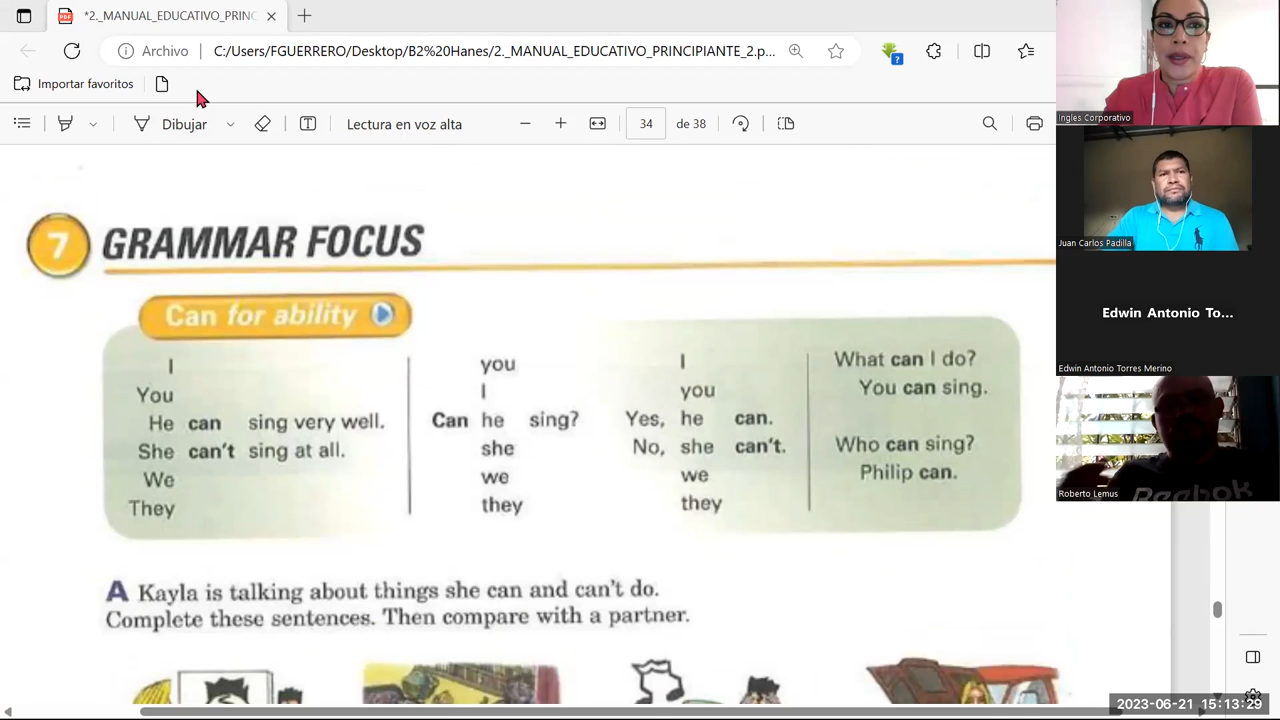 *2._MANUAL_EDUCATIVO_PRINC
Archivo
C:/Users/FGUERRERO/Desktop/B2%20Hanes/2._MANUAL_EDUCATIVO_PRINCIPIANTE_2.p...
Importar favoritos
Dibujar
Lectura en voz alta
34
de 38
7 GRAMMAR FOCUS
Can for ability
I
You
He can sing very well.
She can't sing at all.
We
They
you
I
Can he sing?
she
we
they
I
you
Yes, he can.
No, she can't.
we
they
What can I do?
You can sing.
Who can sing?
Philip can.
A Kayla is talking about things she can and can't do.
Complete these sentences. Then compare with a partner.
Ingles Corporativo
Juan Carlos Padilla
Edwin Antonio To...
Edwin Antonio Torres Merino
Reebok
Roberto Lemus
2023-06-21 15:13:29